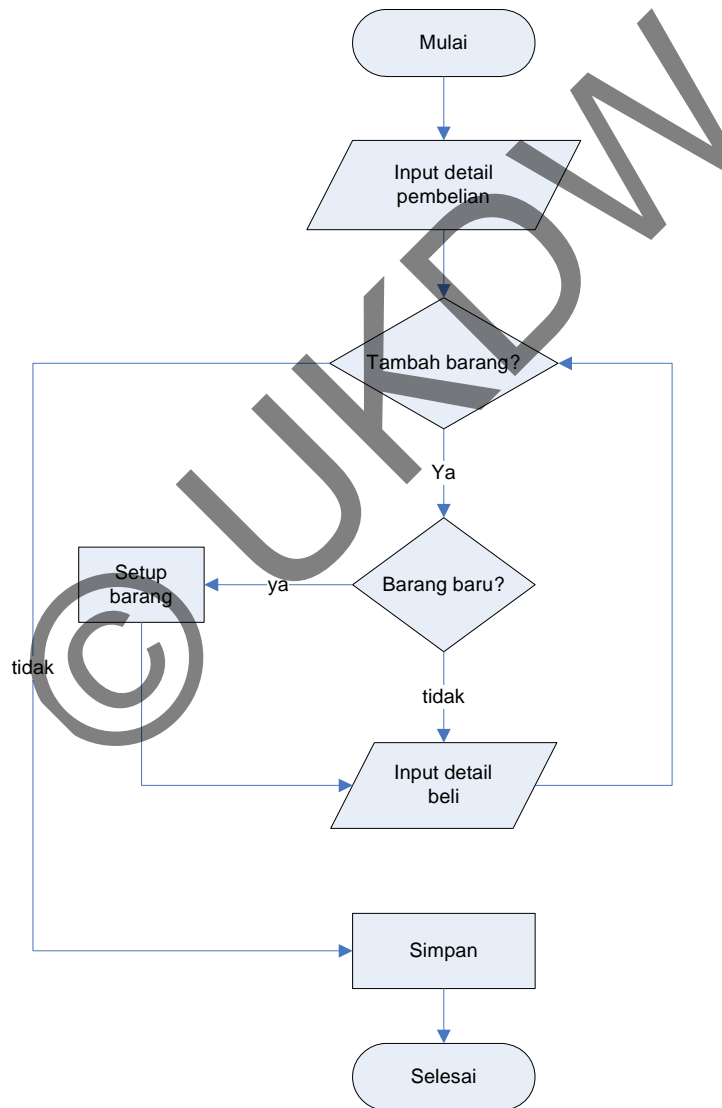 Mulai
Input detail
pembelian
Tambah barang?
Ya
Barang baru?
ya
Setup
barang
tidak
tidak
Input detail
beli
Simpan
Selesai
© UKDW